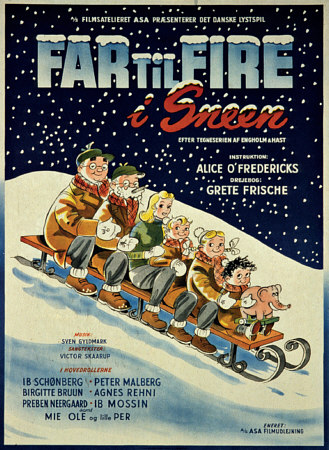 A/S FILMSATELIERET ASA PRÆSENTERER DET DANSKE LYSTSPIL
FAR TIL FIRE
i Sneen
EFTER TEGNESERIEN AF ENGHOLM & HAST
INSTRUKTION:
ALICE O'FREDERICKS
DREJEBOG:
GRETE FRISCHE
MUSIK:
SVEN GYLDMARK
SANGTEKSTER:
VICTOR SKAARUP
I HOVEDROLLERNE
IB SCHØNBERG · PETER MALBERG
BIRGITTE BRUUN · AGNES REHNI
PREBEN NEERGAARD · IB MOSSIN
samt
MIE OLE og lille PER
ENERET:
A/S ASA FILMUDLEJNING